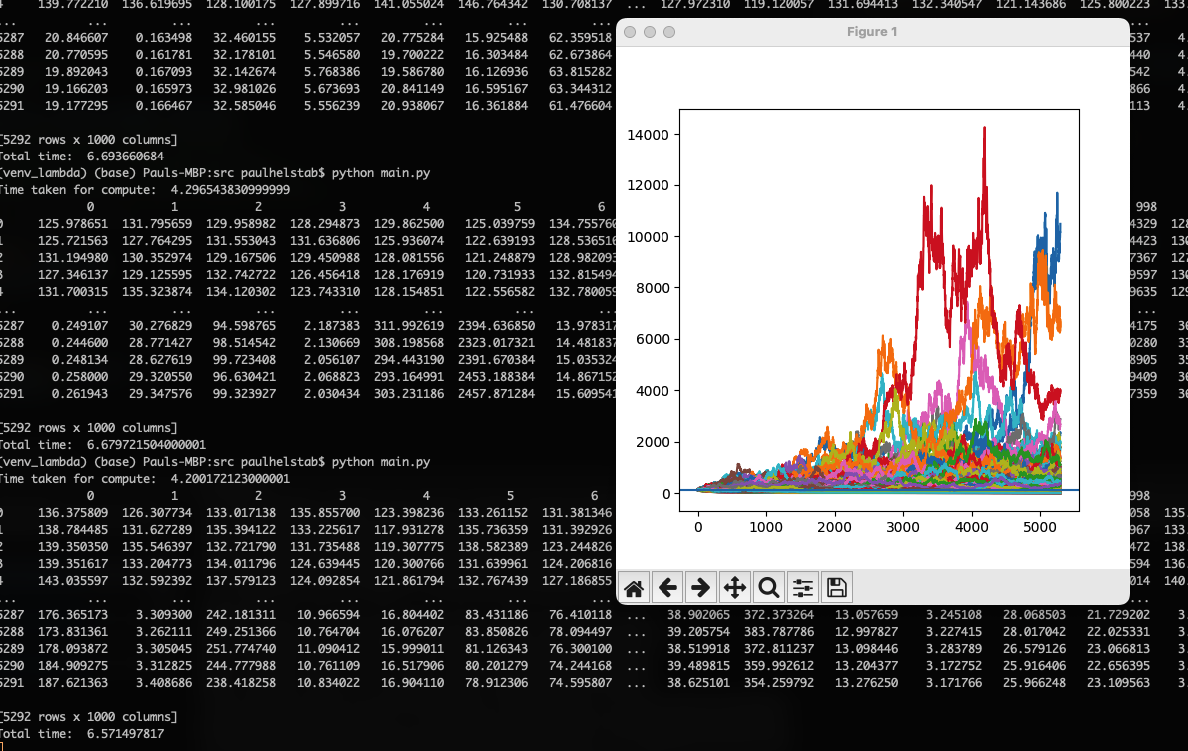 4 139.772210 136.619695 128.100175 127.899716 141.055024 146.764342 130.708137 ... 127.972310 119.120057 131.694413 132.340547 121.143686 125.800223 133.
... ... ... ... ... ... ... ...
5287 20.846607 0.163498 32.460155 5.532057 20.775284 15.925488 62.359518 537 4.
5288 20.770595 0.161781 32.178101 5.546580 19.700222 16.303484 62.673864 440 4.
5289 19.892043 0.167093 32.142674 5.768386 19.586780 16.126936 63.815282 542 4.
5290 19.166203 0.165973 32.981026 5.673693 20.841149 16.595167 63.344312 866 4.
5291 19.177295 0.166467 32.585046 5.556239 20.938067 16.361884 61.476604 113 4.
[5292 rows x 1000 columns]
Total time: 6.693660684
(venv_lambda) (base) Pauls-MBP:src paulhelstab$ python main.py
Time taken for compute: 4.296543830999999
0 1 2 3 4 5 6 998
0 125.978651 131.795659 129.958982 128.294873 129.862500 125.039759 134.755760 4329 128
1 125.721563 127.764295 131.553043 131.636806 125.936074 122.639193 128.536516 4423 130
2 131.194980 130.352974 129.167506 129.450988 128.081556 121.248879 128.982093 7367 127
3 127.346137 129.125595 132.742722 126.456418 128.176919 120.731933 132.815494 9597 130
4 131.700315 135.323874 134.120302 123.743310 128.154851 122.556582 132.780059 9635 129
... ... ... ... ... ... ... ... ...
5287 0.249107 30.276829 94.598765 2.187383 311.992619 2394.636850 13.978317 4175 36
5288 0.244600 28.771427 98.514542 2.130669 308.198568 2323.017321 14.481837 0280 33
5289 0.248134 28.627619 99.723408 2.056107 294.443190 2391.670384 15.035324 8905 35
5290 0.258000 29.320550 96.630421 2.068823 293.164991 2453.188384 14.867152 9409 36
5291 0.261943 29.347576 99.323927 2.030434 303.231186 2457.871284 15.609541 7359 36
[5292 rows x 1000 columns]
Total time: 6.679721504000001
(venv_lambda) (base) Pauls-MBP:src paulhelstab$ python main.py
Time taken for compute: 4.200172123000001
0 1 2 3 4 5 6 998
0 136.375809 126.307734 133.017138 135.855700 123.398236 133.261152 131.381346 058 135.
1 138.784485 131.627289 135.394122 133.225617 117.931278 135.736359 131.392926 967 135.
2 139.350350 135.546397 132.721790 131.735488 119.307775 138.582389 123.244826 472 138.
3 139.351617 133.204773 134.011796 124.639445 120.300766 131.639961 124.206816 164 137.
4 143.035597 132.592392 137.579123 124.092854 121.861794 132.767439 127.186855 014 140.
... ... ... ... ... ... ... ... ...
5287 176.365173 3.309300 242.181311 10.966594 16.804402 83.431186 76.410118 ... 38.902065 372.373264 13.057659 3.245108 28.068503 21.729202 3.
5288 173.831361 3.262111 249.251366 10.764704 16.076207 83.850826 78.094497 ... 39.205754 383.787786 12.997827 3.227415 28.017042 22.025331 3.
5289 178.093872 3.305045 251.774740 11.090412 15.999011 81.126343 76.300100 ... 38.519918 372.811237 13.098446 3.283789 26.579126 23.066813 3.
5290 184.909275 3.312825 244.777988 10.761109 16.517906 80.201279 74.244168 ... 39.489815 359.992612 13.204377 3.172752 25.916406 22.656395 3.
5291 187.621363 3.408686 238.418258 10.834022 16.904110 78.912306 74.595807 ... 38.625101 354.259792 13.276250 3.171766 25.966248 23.109563 3.
[5292 rows x 1000 columns]
Total time: 6.571497817
Figure 1
14000
12000
10000
8000
6000
4000
2000
0
0 1000 2000 3000 4000 5000